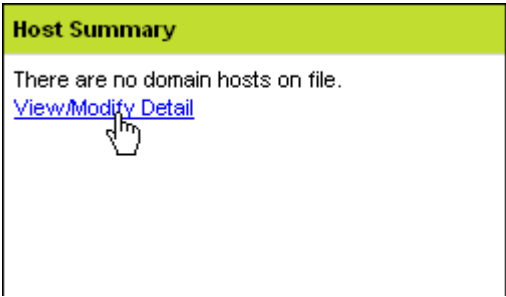 Host Summary
There are no domain hosts on file.
View/Modify Detail